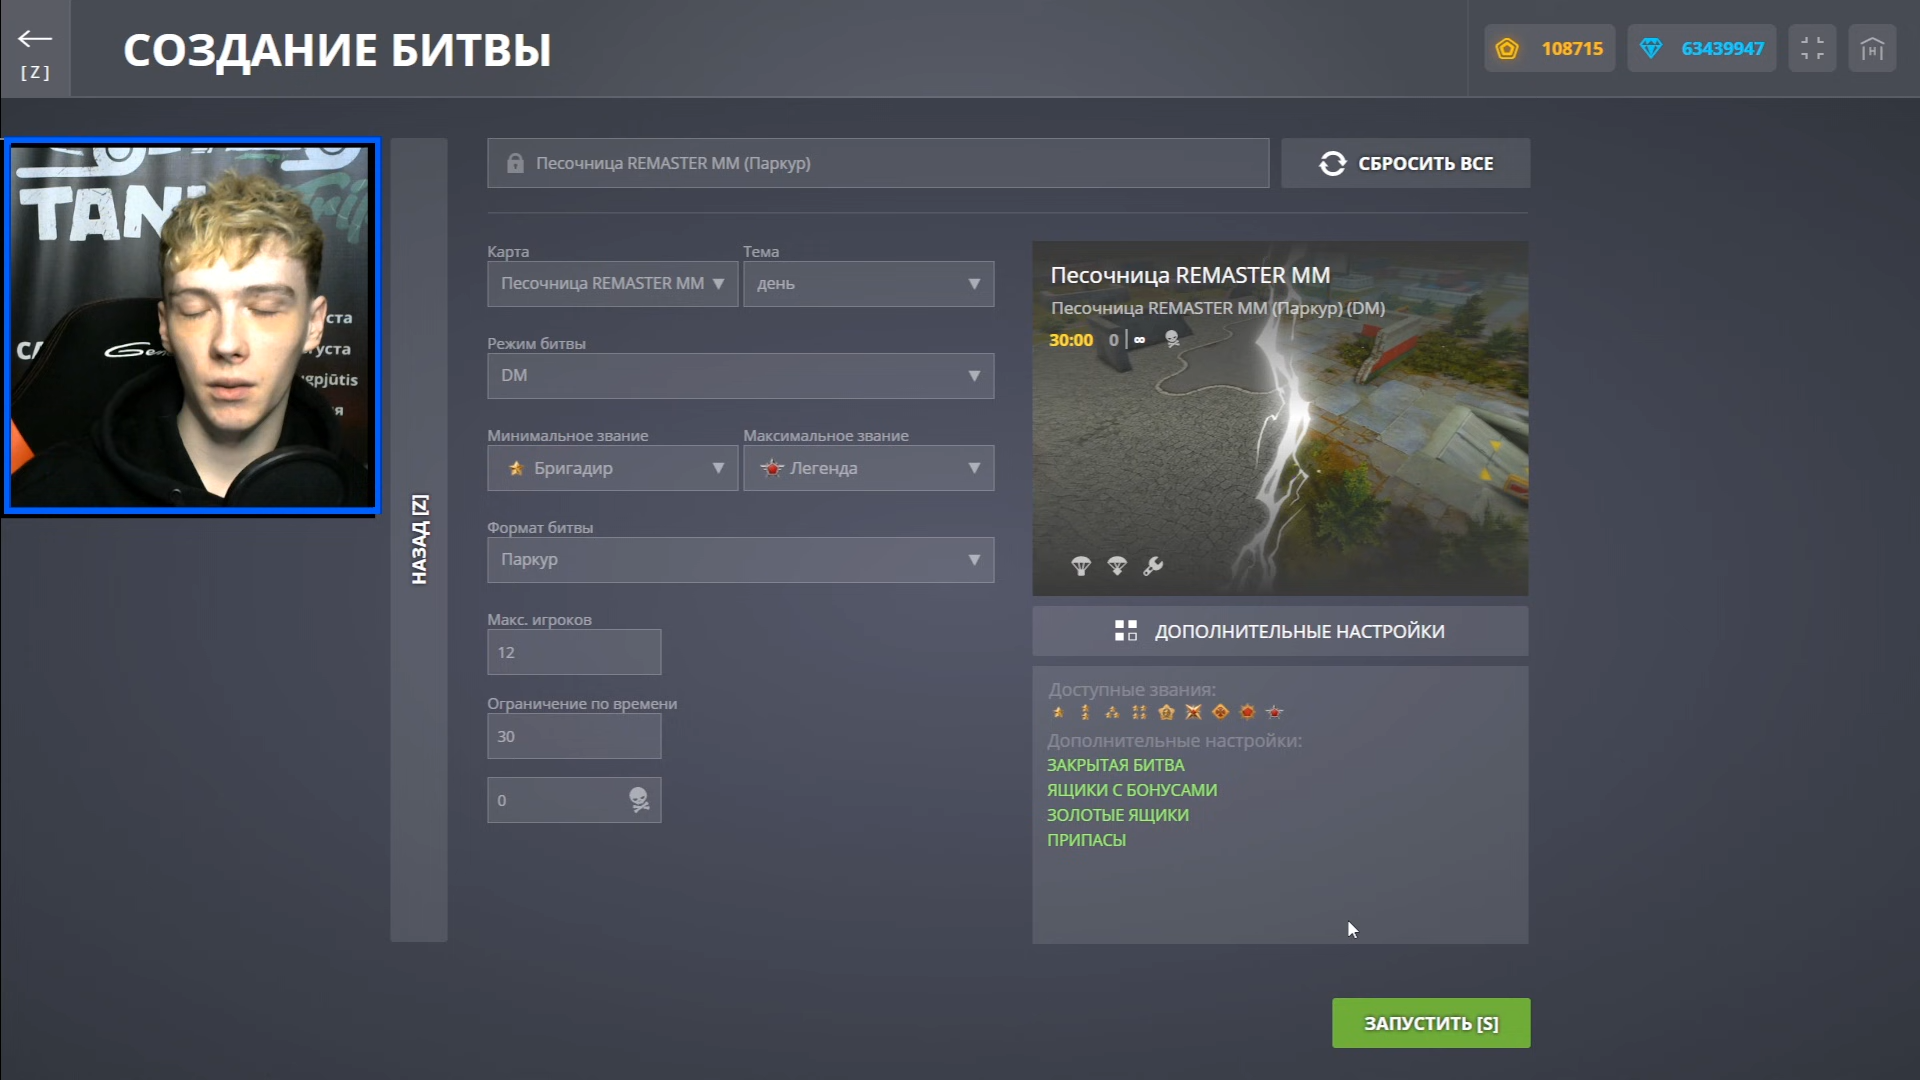 [Z]
СОЗДАНИЕ БИТВЫ
108715
63439947
TAN
НАЗАД [Z]
Песочница REMASTER MM (Паркур)
СБРОСИТЬ ВСЕ
Карта
Тема
Песочница REMASTER MM
день
Режим битвы
DM
Минимальное звание
Максимальное звание
Бригадир
Легенда
Формат битвы
Паркур
Макс. игроков
12
Ограничение по времени
30
0
Песочница REMASTER MM
Песочница REMASTER MM (Паркур) (DM)
30:00 0 | ∞
ДОПОЛНИТЕЛЬНЫЕ НАСТРОЙКИ
Доступные звания:
Дополнительные настройки:
ЗАКРЫТАЯ БИТВА
ЯЩИКИ С БОНУСАМИ
ЗОЛОТЫЕ ЯЩИКИ
ПРИПАСЫ
ЗАПУСТИТЬ [S]